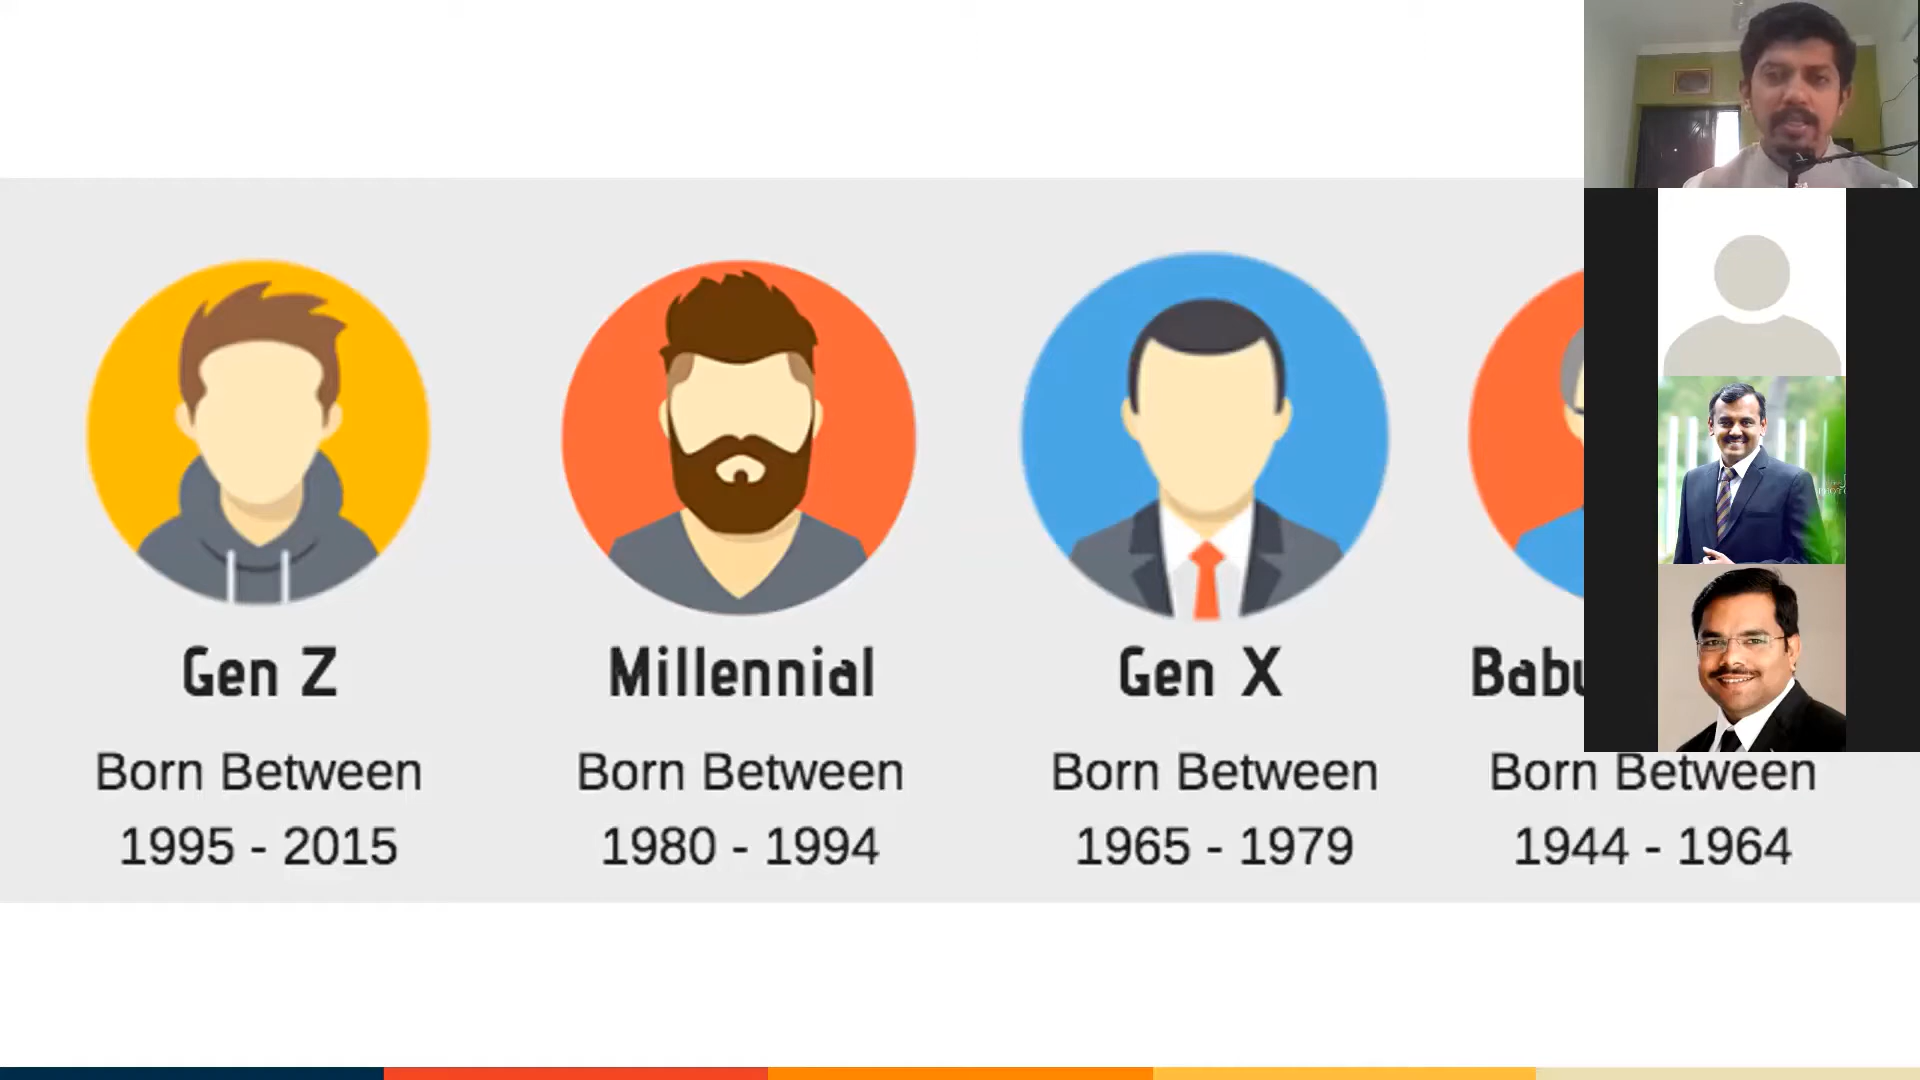 Gen Z
Born Between
1995 - 2015
Millennial
Born Between
1980 - 1994
Gen X
Born Between
1965 - 1979
Born Between
1944 - 1964